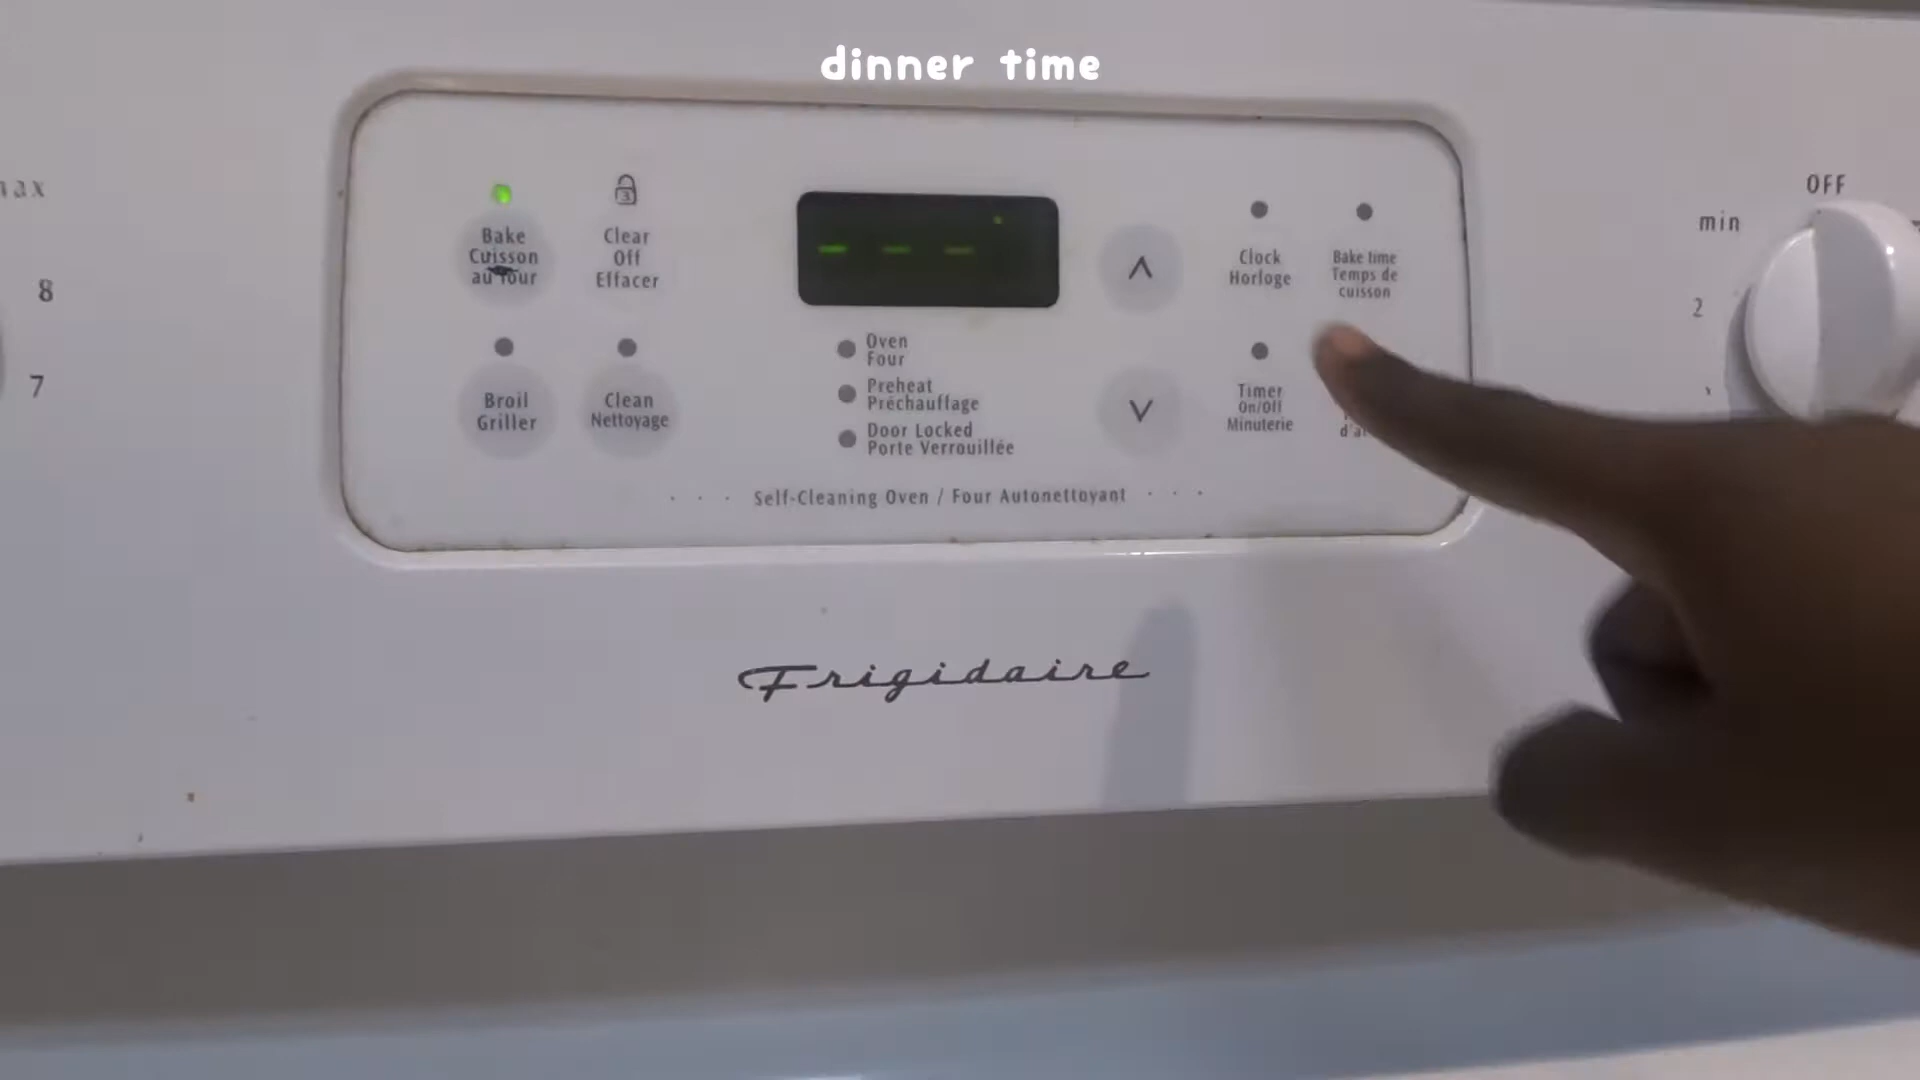 dinner time
max
8
7
Bake
Cuisson
au four
3
Clear
Off
Effacer
Broil
Griller
Clean
Nettoyage
- - -
Oven
Four
Preheat
Préchauffage
Door Locked
Porte Verrouillée
Clock
Horloge
Bake time
Temps de
cuisson
Timer
On/Off
Minuterie
Self-Cleaning Oven / Four Autonettoyant
Frigidaire
OFF
min
2